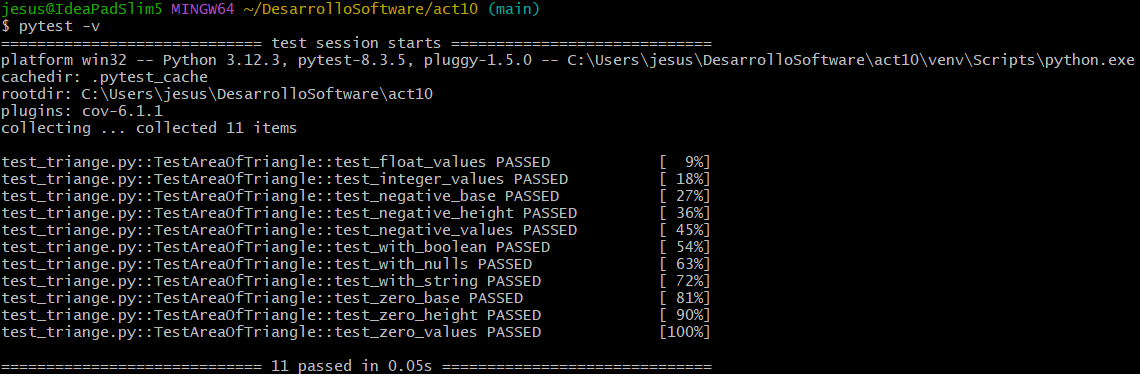 jesus@IdeaPadSlim5 MINGW64 ~/DesarrolloSoftware/act10 (main)
$ pytest -v
============================= test session starts =============================
platform win32 -- Python 3.12.3, pytest-8.3.5, pluggy-1.5.0 -- C:\Users\jesus\DesarrolloSoftware\act10\venv\Scripts\python.exe
cachedir: .pytest_cache
rootdir: C:\Users\jesus\DesarrolloSoftware\act10
plugins: cov-6.1.1
collecting ... collected 11 items

test_triange.py::TestAreaOfTriangle::test_float_values PASSED            [  9%]
test_triange.py::TestAreaOfTriangle::test_integer_values PASSED          [ 18%]
test_triange.py::TestAreaOfTriangle::test_negative_base PASSED           [ 27%]
test_triange.py::TestAreaOfTriangle::test_negative_height PASSED         [ 36%]
test_triange.py::TestAreaOfTriangle::test_negative_values PASSED         [ 45%]
test_triange.py::TestAreaOfTriangle::test_with_boolean PASSED            [ 54%]
test_triange.py::TestAreaOfTriangle::test_with_nulls PASSED              [ 63%]
test_triange.py::TestAreaOfTriangle::test_with_string PASSED             [ 72%]
test_triange.py::TestAreaOfTriangle::test_zero_base PASSED               [ 81%]
test_triange.py::TestAreaOfTriangle::test_zero_height PASSED             [ 90%]
test_triange.py::TestAreaOfTriangle::test_zero_values PASSED             [100%]

============================= 11 passed in 0.05s ==============================